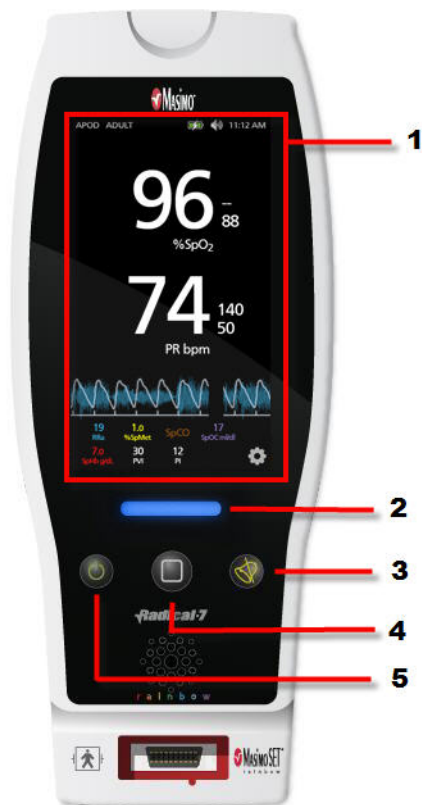 MASIMO
APOD ADULT 11:12 AM
96 -- 88
%SpO₂
74 140 50
PR bpm
19 1.0 SpCO 17
RRa %SpMet SpOC ml/dl
7.0 30 12
SpHb g/dL PVI PI
1
2
3
4
5
Radical-7
rainbow
MASIMO SET
rainbow